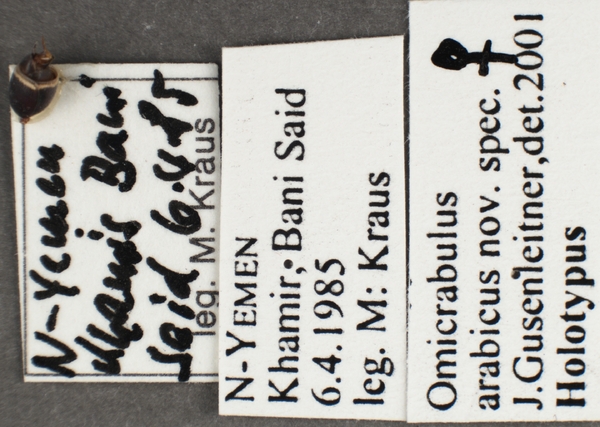 N-Yemen
Khamis Bani
Said 6.4.85
leg. M. Kraus
N-YEMEN
Khamir; Bani Said
6.4.1985
leg. M: Kraus
Omicrabulus ♀
arabicus nov. spec.
J.Gusenleitner,det.2001
Holotypus